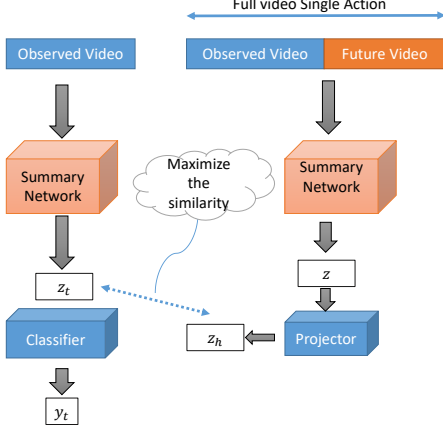 Full video Single Action
Observed Video
Observed Video
Future Video
Summary
Network
Maximize
the
similarity
Summary
Network
z_t
z
Classifier
z_h
Projector
y_t